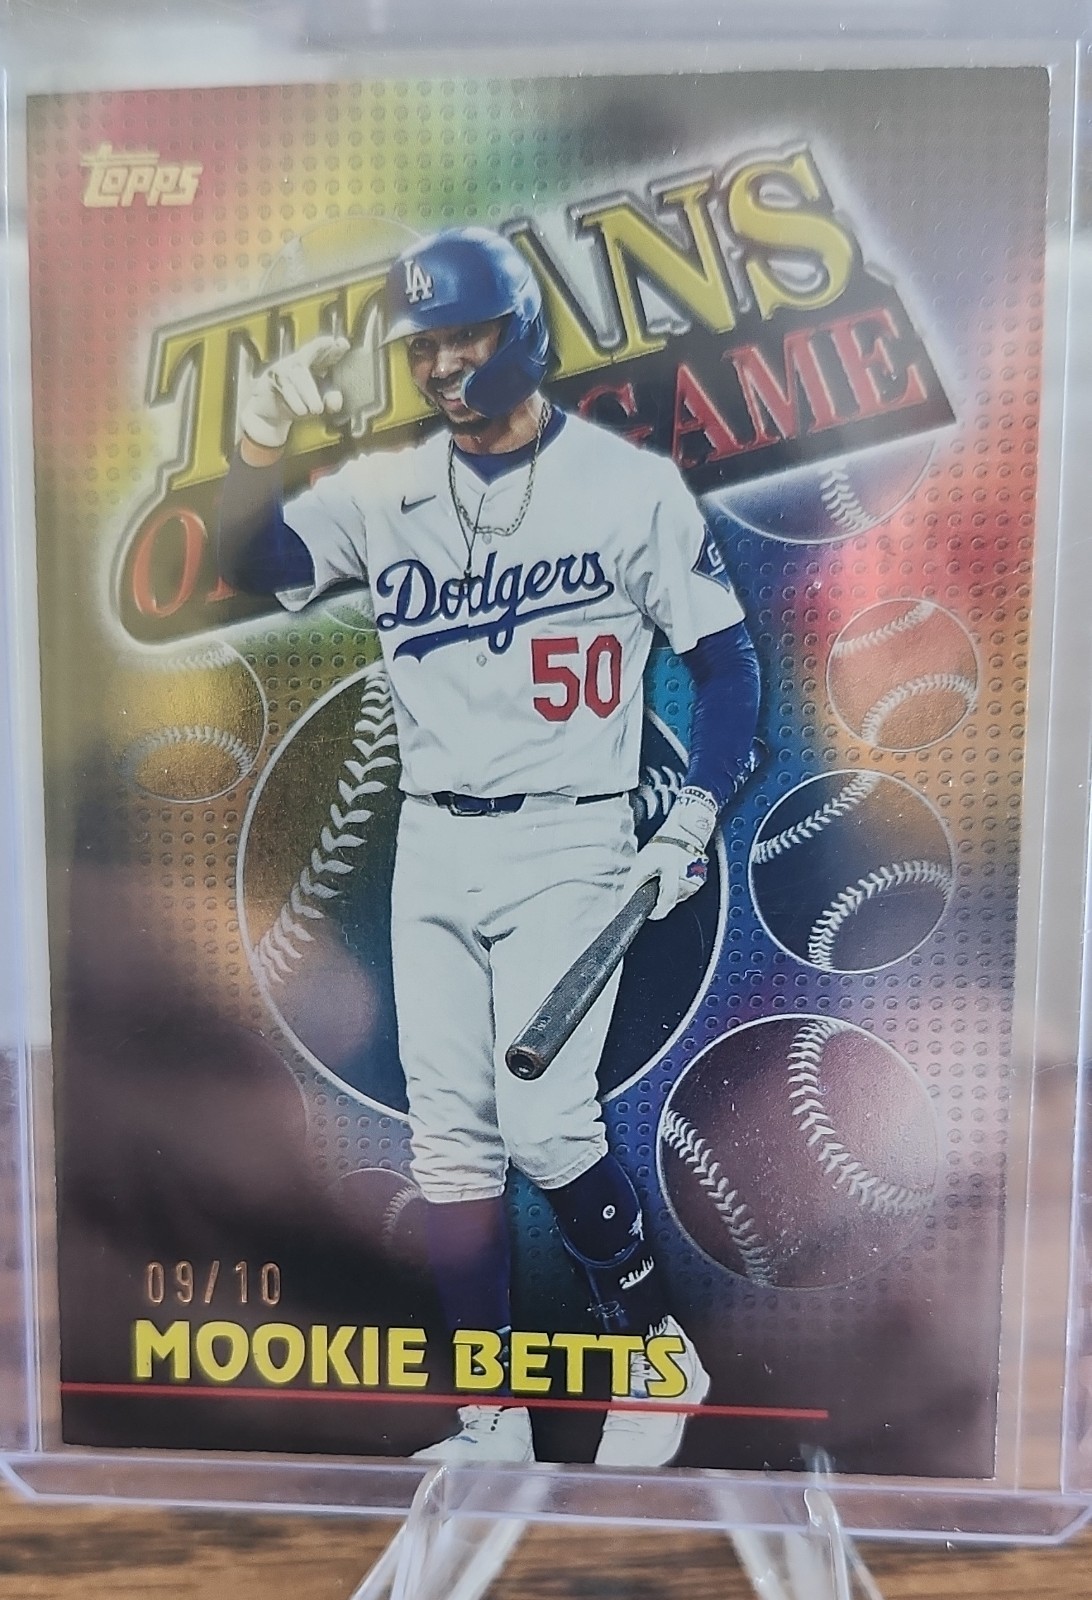 Topps
TITANS
OF THE GAME
LA
Dodgers
50
09/10
MOOKIE BETTS